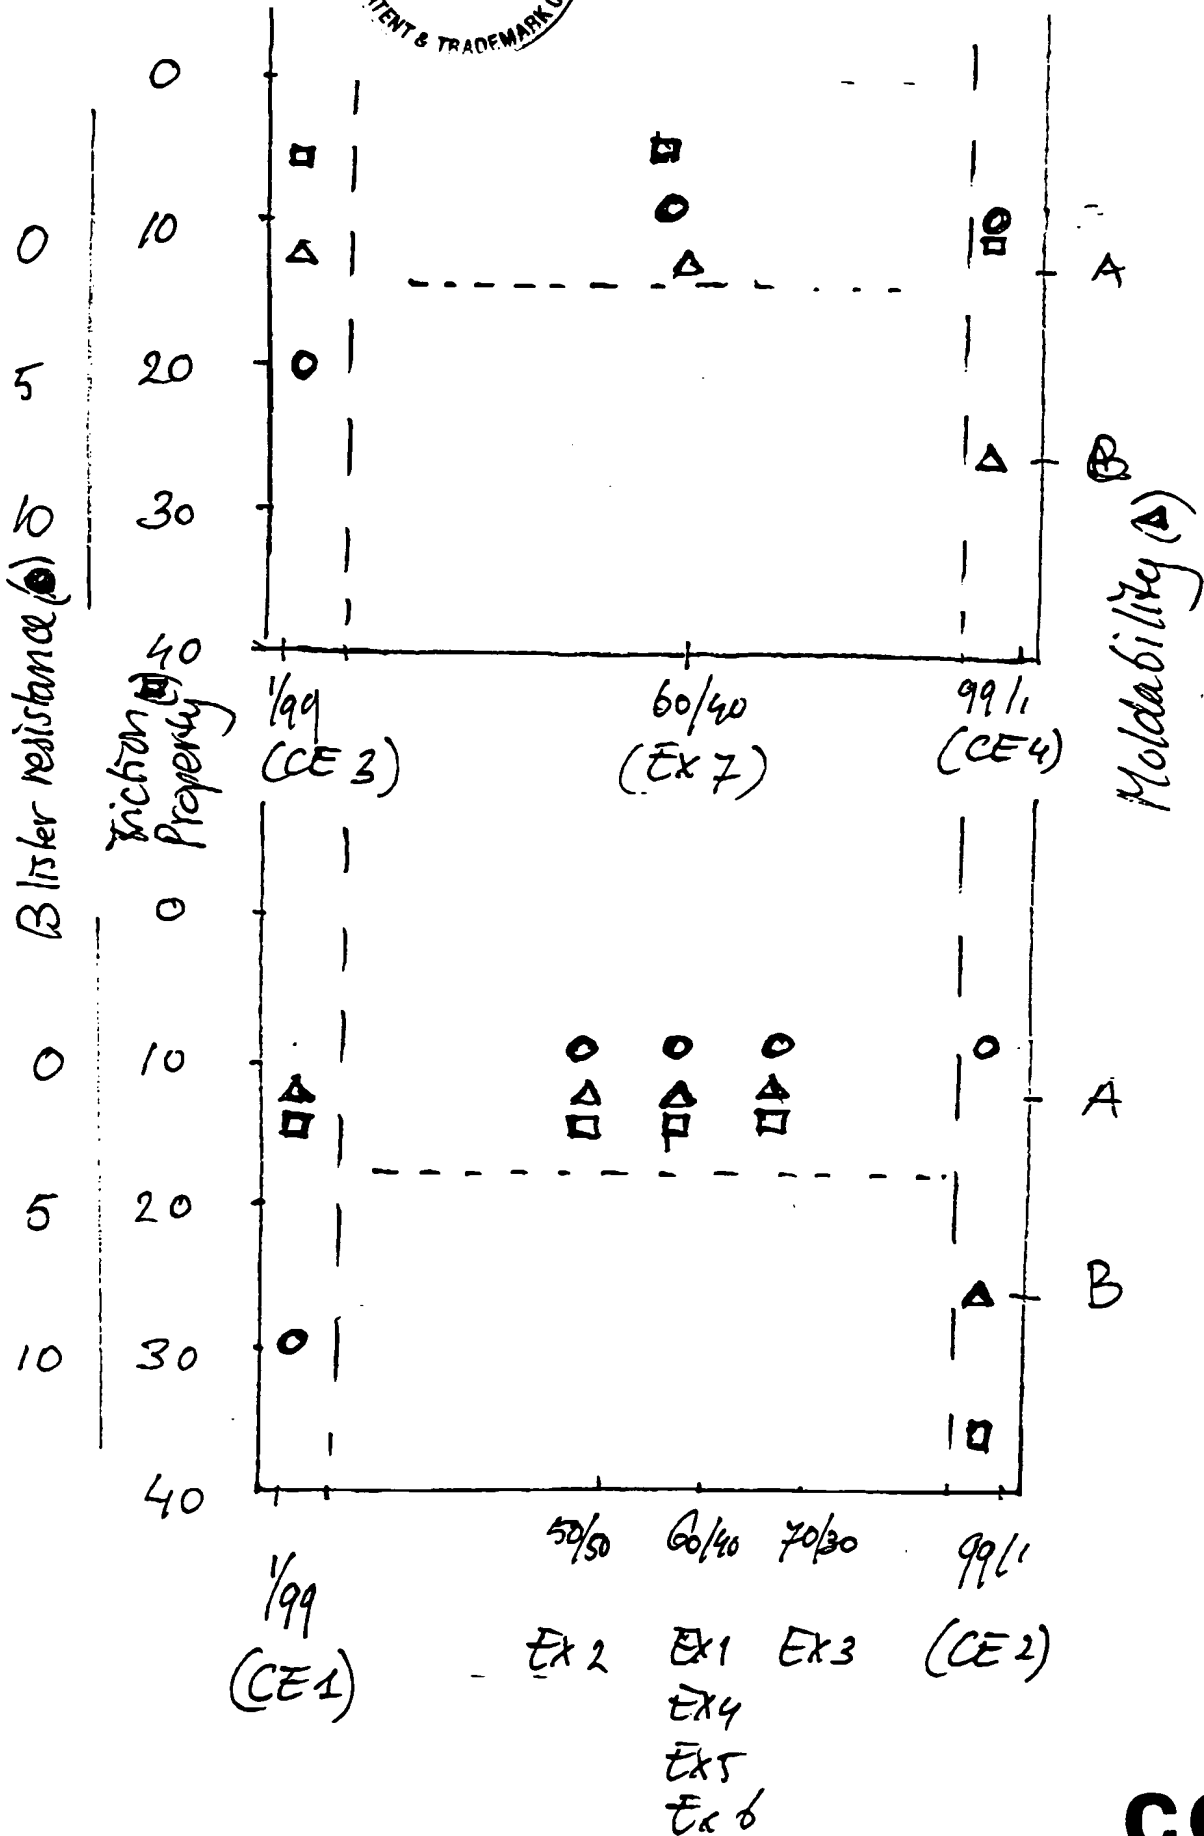 TENT & TRADEMARK
0
10
20
30
40
0
5
10
Blister resistance (●)
Friction (■)
Property
A
B
Moldability (▲)
1/99
60/40
99/1
(CE 3)
(EX 7)
(CE 4)
0
10
20
30
40
0
5
10
A
B
1/99
50/50
60/40
70/30
99/1
(CE1)
EX 2
EX1
EX3
(CE 2)
EX4
EX5
Ex 6